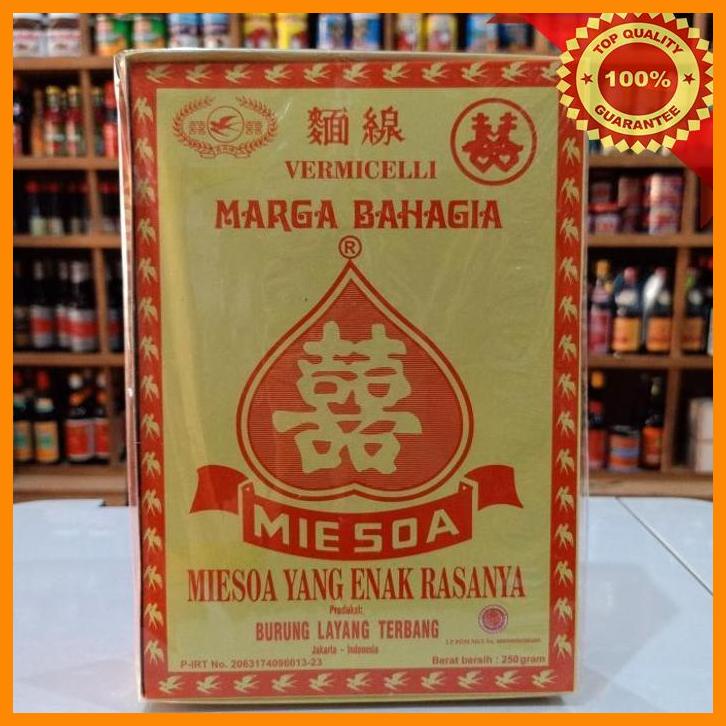 TOP QUALITY
100%
GUARANTEE
麵線
囍
VERMICELLI
MARGA BAHAGIA
®
囍
MIE SOA
MIESOA YANG ENAK RASANYA
Produksi:
BURUNG LAYANG TERBANG
Jakarta - Indonesia
P-IRT No. 2063174096013-23
Berat bersih : 250 gram